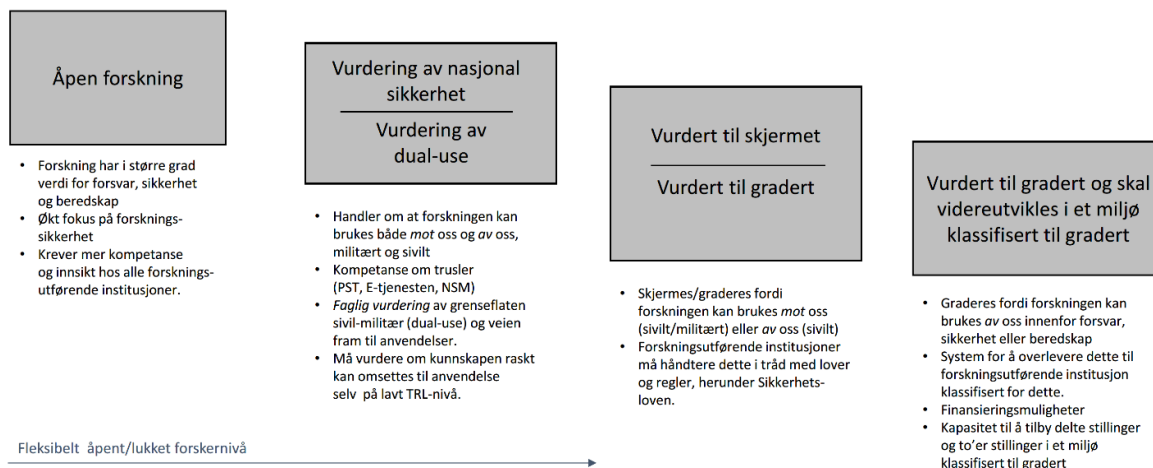 Åpen forskning
• Forskning har i større grad
verdi for forsvar, sikkerhet
og beredskap
• Økt fokus på forsknings-
sikkerhet
• Krever mer kompetanse
og innsikt hos alle forsknings-
utførende institusjoner.
Vurdering av nasjonal
sikkerhet
Vurdering av
dual-use
• Handler om at forskningen kan
brukes både mot oss og av oss,
militært og sivilt
• Kompetanse om trusler
(PST, E-tjenesten, NSM)
• Faglig vurdering av grenseflaten
sivil-militær (dual-use) og veien
fram til anvendelser.
• Må vurdere om kunnskapen raskt
kan omsettes til anvendelse
selv på lavt TRL-nivå.
Vurdert til skjermet
Vurdert til gradert
• Skjermes/graderes fordi
forskningen kan brukes mot oss
(sivilt/militært) eller av oss (sivilt)
• Forskningsutførende institusjoner
må håndtere dette i tråd med lover
og regler, herunder Sikkerhets-
loven.
Vurdert til gradert og skal
videreutvikles i et miljø
klassifisert til gradert
• Graderes fordi forskningen kan
brukes av oss innenfor forsvar,
sikkerhet eller beredskap
• System for å overlevere dette til
forskningsutførende institusjon
klassifisert for dette.
• Finansieringsmuligheter
• Kapasitet til å tilby delte stillinger
og to'er stillinger i et miljø
klassifisert til gradert
Fleksibelt åpent/lukket forskernivå